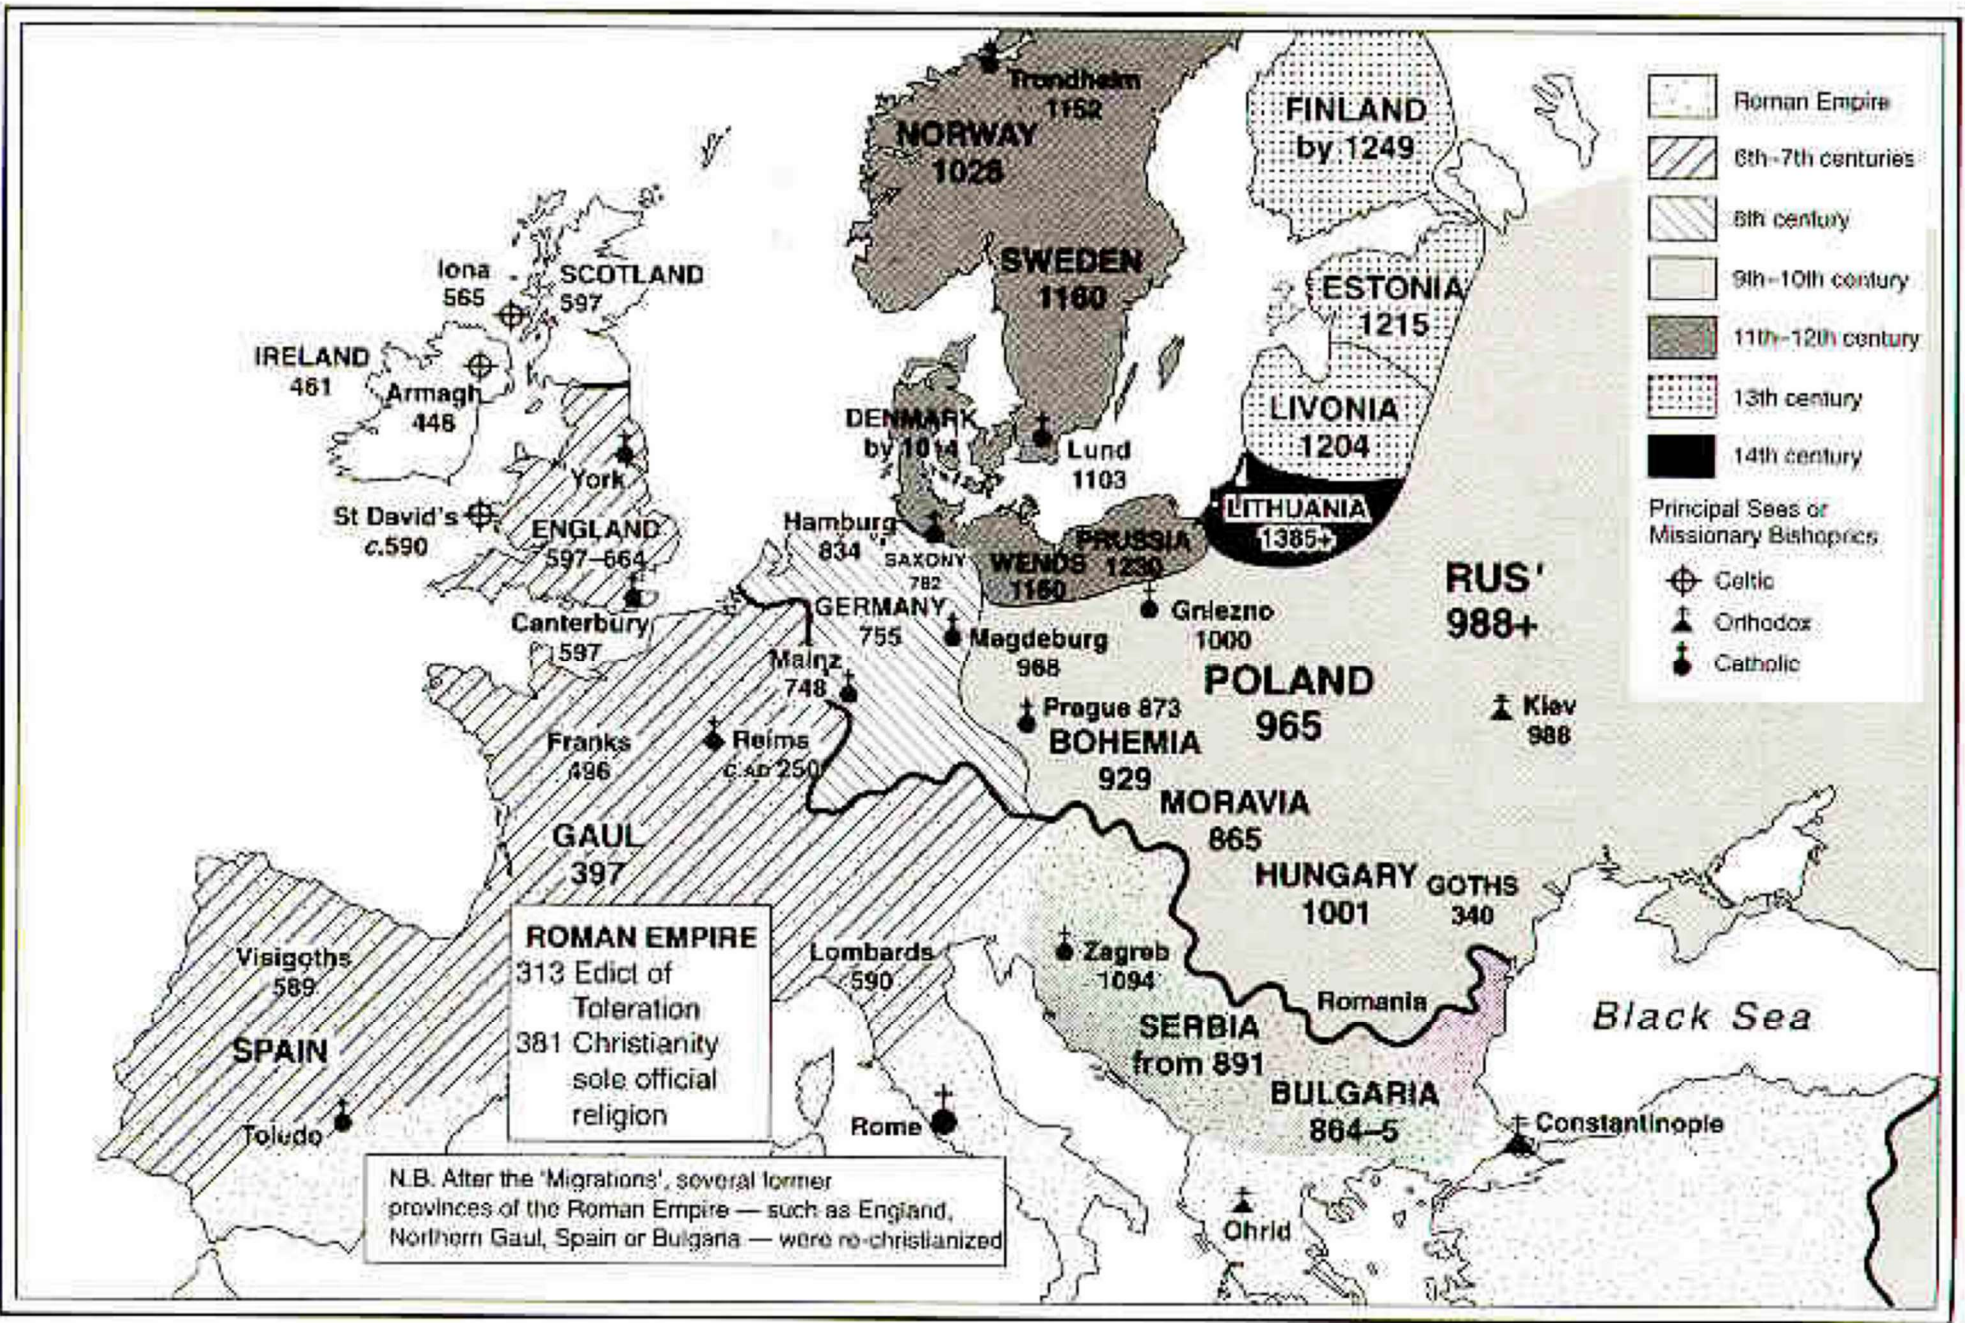 Trondheim
1152
NORWAY
1026
FINLAND
by 1249
SWEDEN
1160
ESTONIA
1215
LIVONIA
1204
LITHUANIA
1385+
Iona
565
SCOTLAND
597
IRELAND
461
Armagh
448
York
St David's
c.590
ENGLAND
597–664
Canterbury
597
DENMARK
by 1014
Lund
1103
Hamburg
834
SAXONY
782
WENDS
1160
PRUSSIA
1230
GERMANY
755
Magdeburg
968
Gniezno
1000
RUS'
988+
POLAND
965
Kiev
988
Mainz
748
Prague 873
BOHEMIA
929
Franks
496
Reims
c.AD 250
MORAVIA
865
GAUL
397
HUNGARY
1001
GOTHS
340
Visigoths
589
SPAIN
Toledo
Lombards
590
Zagreb
1094
Romania
SERBIA
from 891
BULGARIA
864–5
Black Sea
Rome
Constantinople
Ohrid
ROMAN EMPIRE
313 Edict of
Toleration
381 Christianity
sole official
religion
N.B. After the 'Migrations', several former
provinces of the Roman Empire — such as England,
Northern Gaul, Spain or Bulgaria — were re-christianized
Roman Empire
6th–7th centuries
8th century
9th–10th century
11th–12th century
13th century
14th century
Principal Sees or
Missionary Bishoprics
Celtic
Orthodox
Catholic